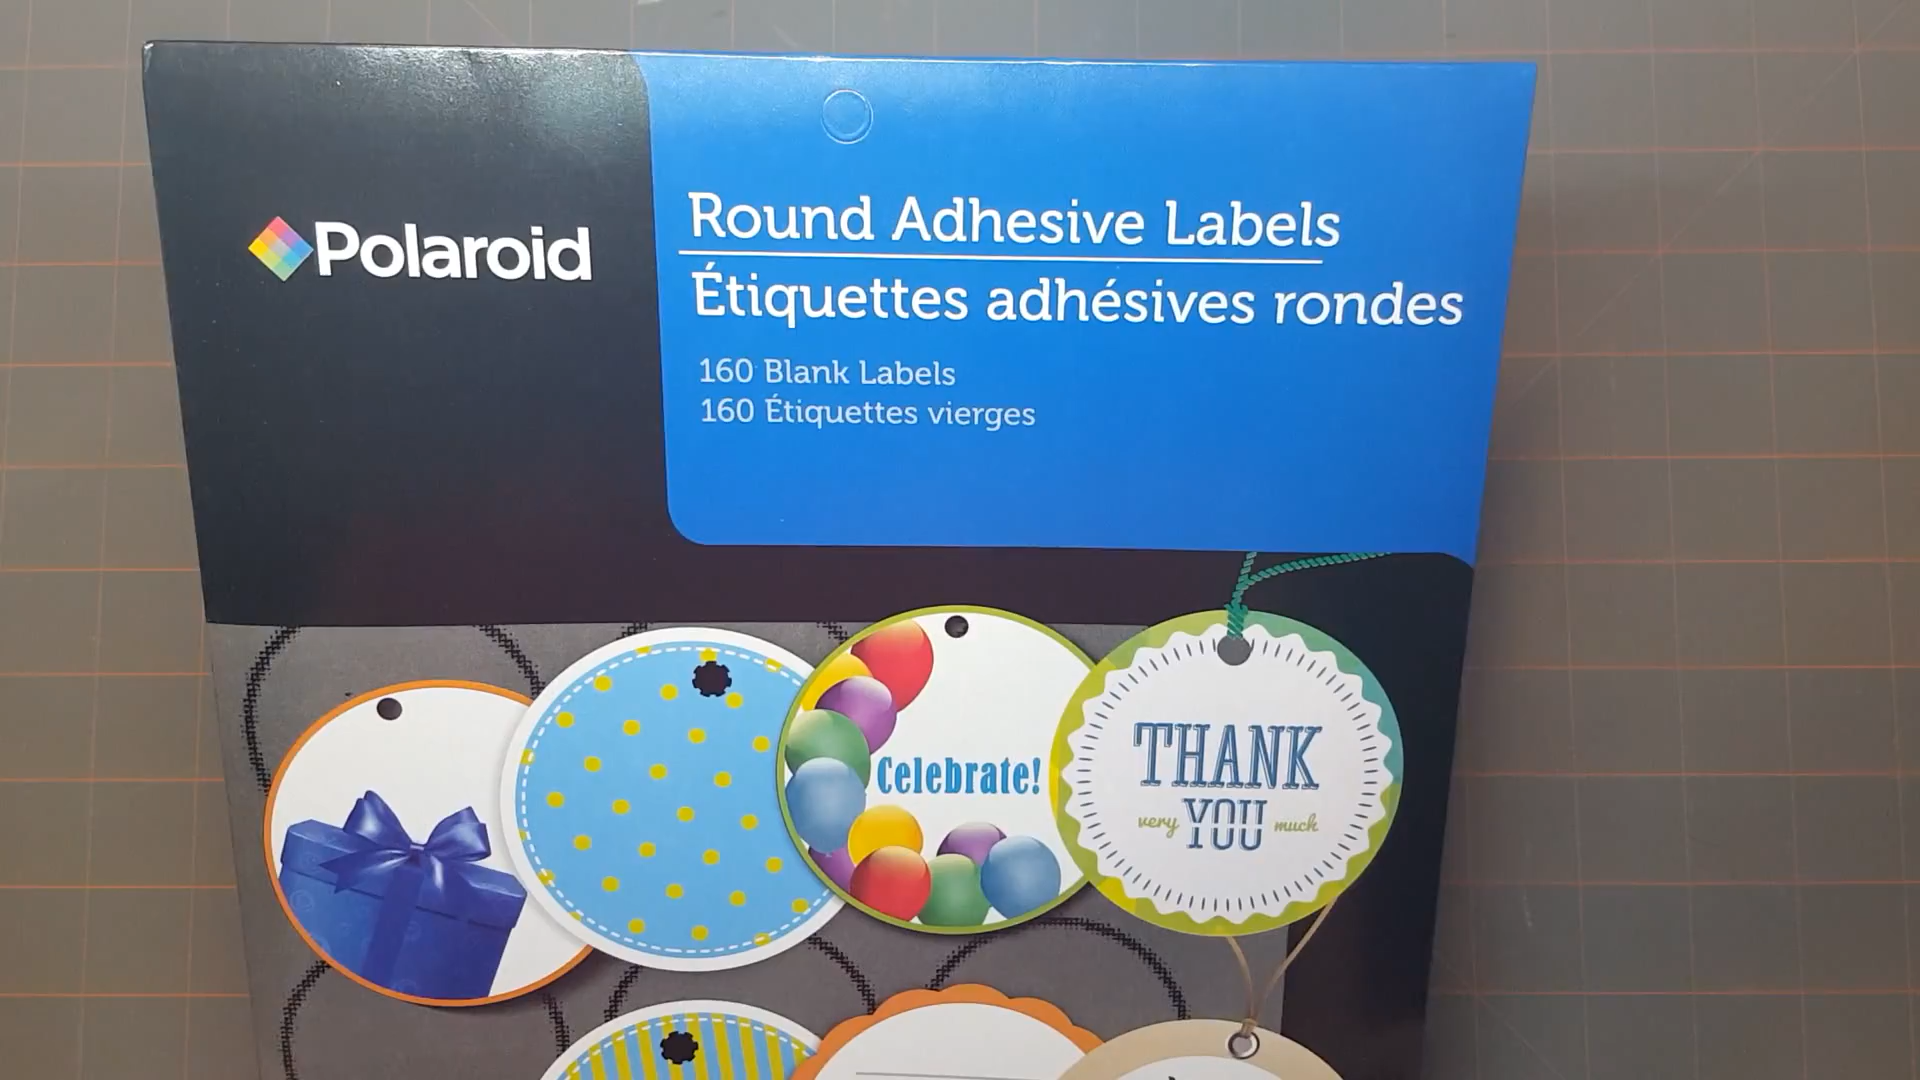 Polaroid
Round Adhesive Labels
Étiquettes adhésives rondes
160 Blank Labels
160 Étiquettes vierges
Celebrate!
THANK
very YOU much